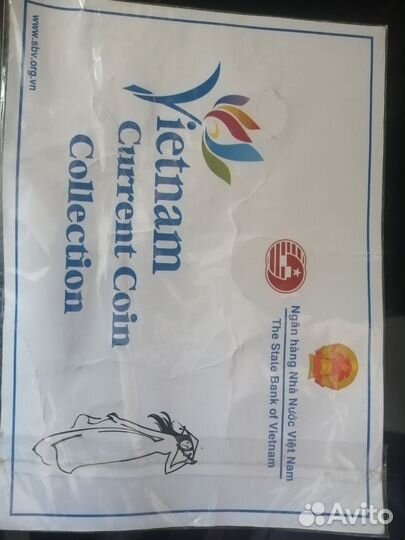 Ngân hàng Nhà Nước Việt Nam
The State Bank of Vietnam
Vietnam
Current Coin
Collection
www.sbv.org.vn
Avito